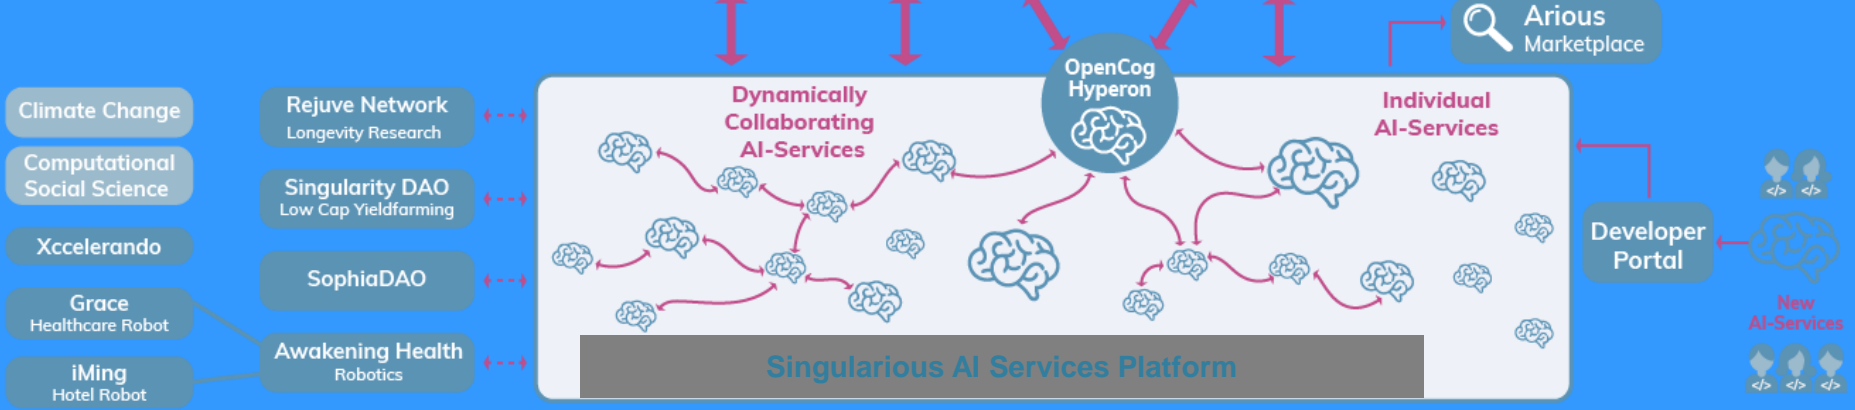 Arious
Marketplace
OpenCog
Hyperon
Dynamically
Collaborating
AI-Services
Individual
AI-Services
Climate Change
Computational
Social Science
Xccelerando
Grace
Healthcare Robot
iMing
Hotel Robot
Rejuve Network
Longevity Research
Singularity DAO
Low Cap Yieldfarming
SophiaDAO
Awakening Health
Robotics
Singularious AI Services Platform
Developer
Portal
</>
</>
New
AI-Services
</>
</>
</>